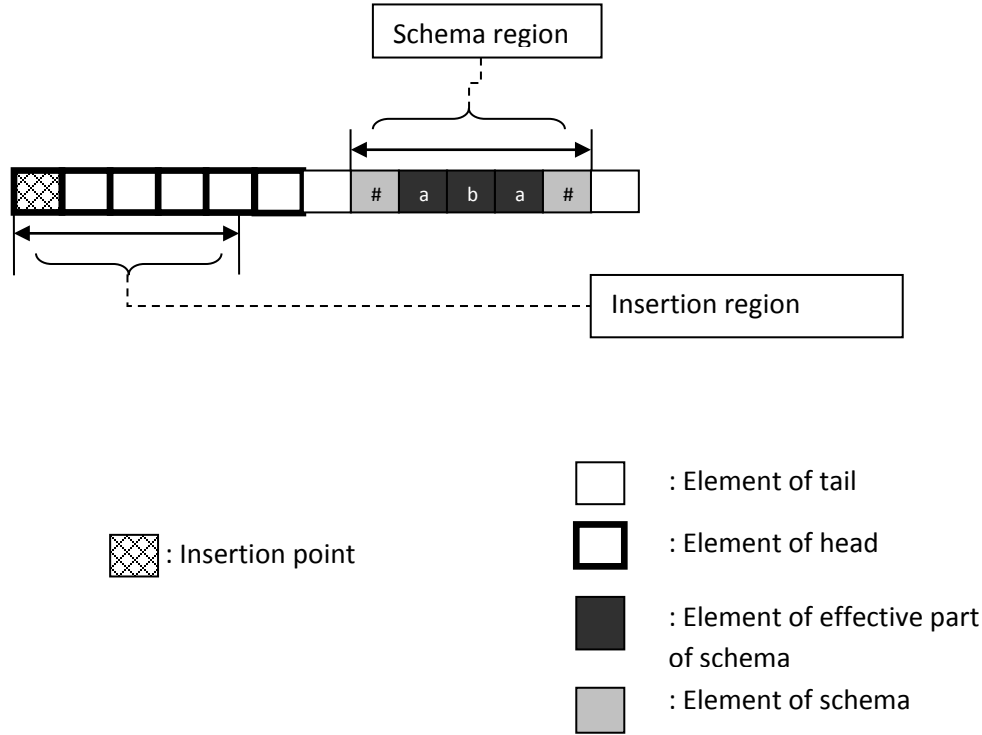 Schema region
# a b a #
Insertion region
: Element of tail
: Insertion point
: Element of head
: Element of effective part
of schema
: Element of schema